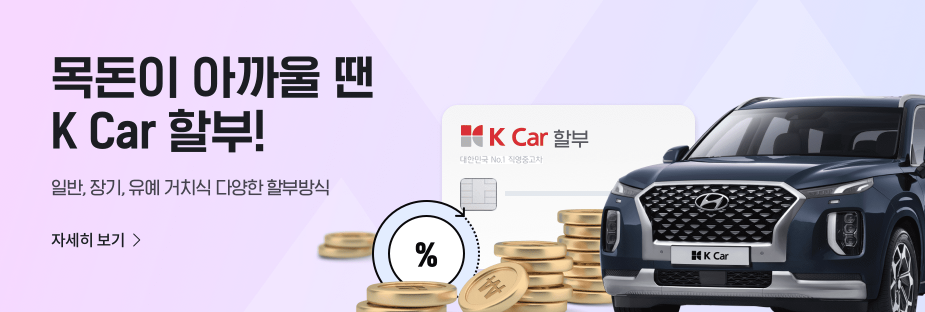 목돈이 아까울 땐
K Car 할부!
일반, 장기, 유예 거치식 다양한 할부방식
자세히 보기
K Car 할부
대한민국 No.1 직영중고차
%
₩
K Car